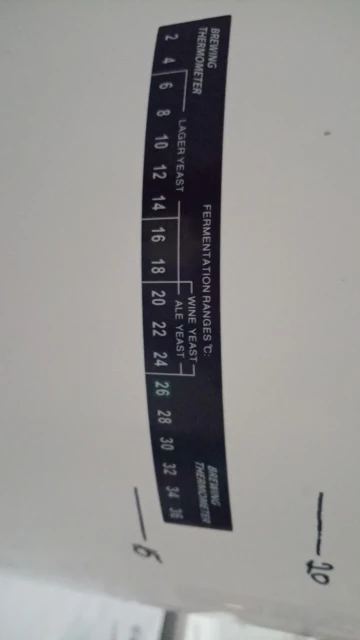 BREWING
THERMOMETER
FERMENTATION RANGES °C:
BREWING
THERMOMETER
WINE YEAST
LAGER YEAST
ALE YEAST
2 4 6 8 10 12 14 16 18 20 22 24 26 28 30 32 34 36
20
6